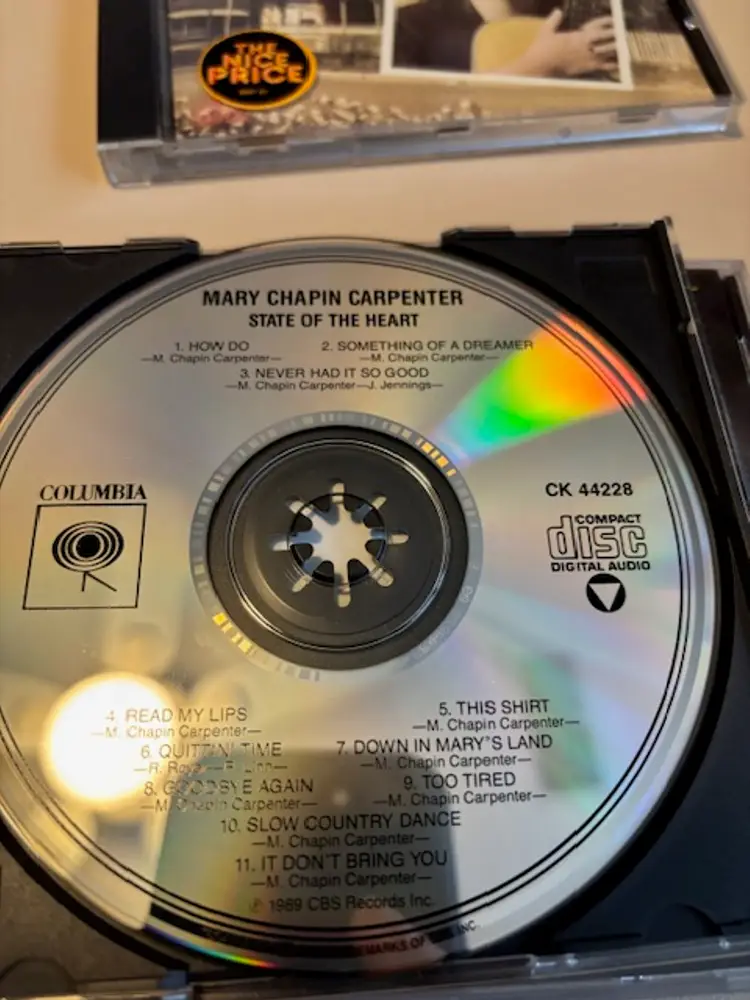 THE
NICE
PRICE
MARY CHAPIN CARPENTER
STATE OF THE HEART
1. HOW DO
—M. Chapin Carpenter—
2. SOMETHING OF A DREAMER
—M. Chapin Carpenter—
3. NEVER HAD IT SO GOOD
—M. Chapin Carpenter—J. Jennings—
COLUMBIA
CK 44228
COMPACT
disc
DIGITAL AUDIO
4. READ MY LIPS
—M. Chapin Carpenter—
5. THIS SHIRT
—M. Chapin Carpenter—
6. QUITTIN' TIME
—R. —R. Linn—
7. DOWN IN MARY'S LAND
—M. Chapin Carpenter—
8. GOODBYE AGAIN
—M. Chapin Carpenter—
9. TOO TIRED
—M. Chapin Carpenter—
10. SLOW COUNTRY DANCE
—M. Chapin Carpenter—
11. IT DON'T BRING YOU
—M. Chapin Carpenter—
℗ 1989 CBS Records Inc.
INC.